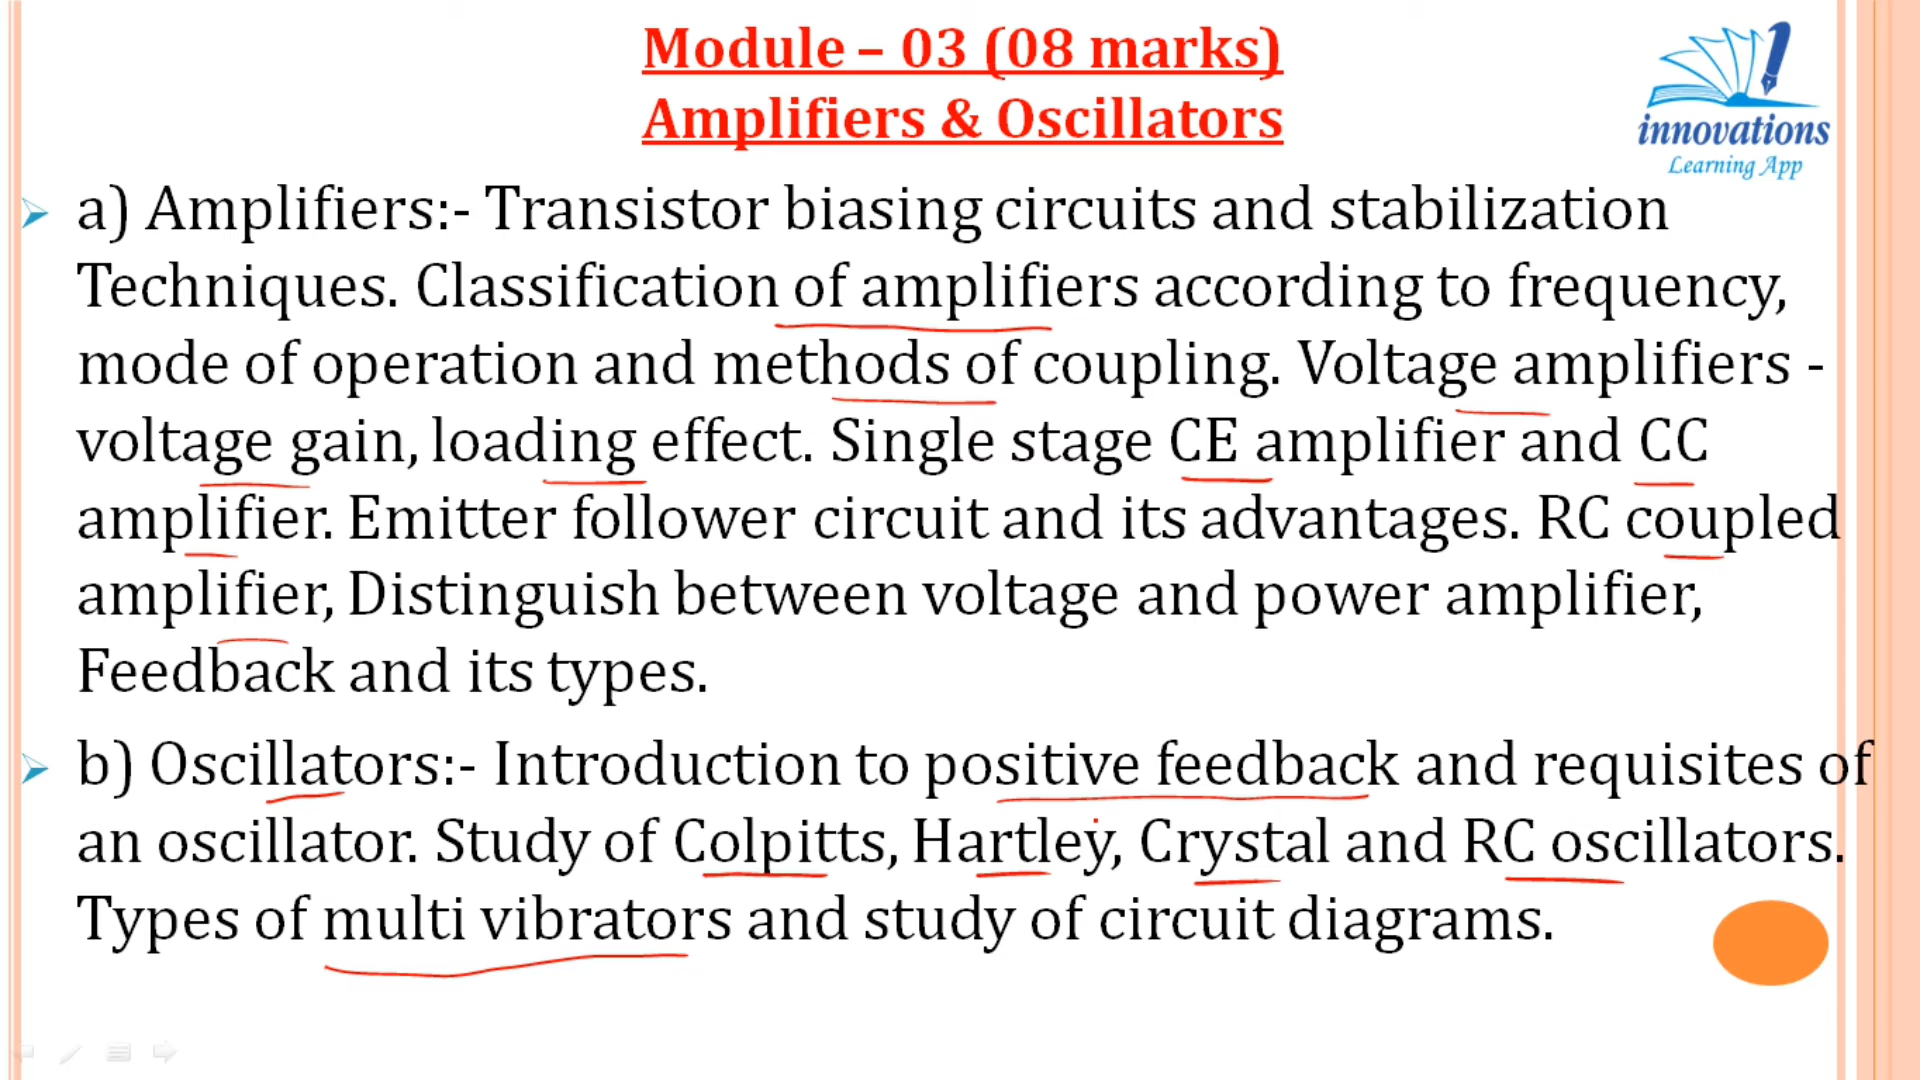 Module – 03 (08 marks)
Amplifiers & Oscillators
innovations
Learning App
a) Amplifiers:- Transistor biasing circuits and stabilization
Techniques. Classification of amplifiers according to frequency,
mode of operation and methods of coupling. Voltage amplifiers -
voltage gain, loading effect. Single stage CE amplifier and CC
amplifier. Emitter follower circuit and its advantages. RC coupled
amplifier, Distinguish between voltage and power amplifier,
Feedback and its types.
b) Oscillators:- Introduction to positive feedback and requisites of
an oscillator. Study of Colpitts, Hartley, Crystal and RC oscillators.
Types of multi vibrators and study of circuit diagrams.